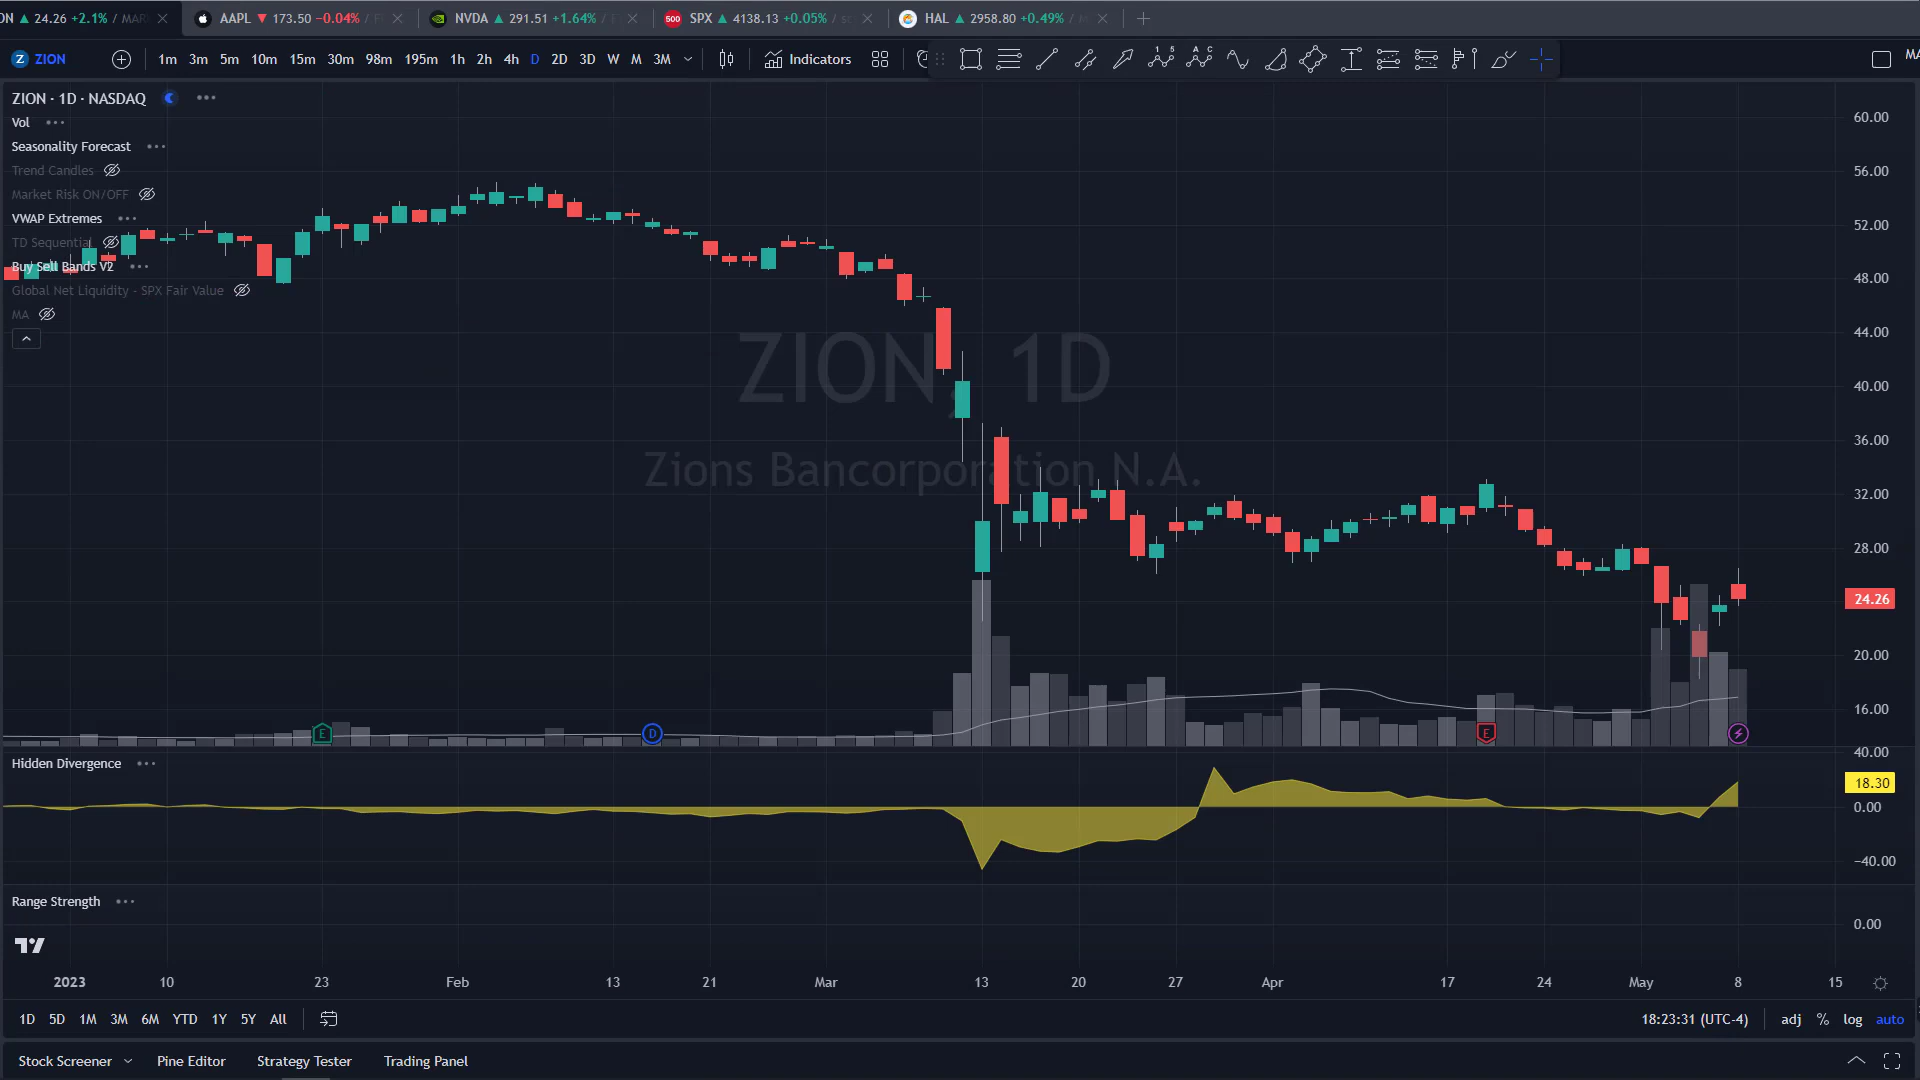 ON ▲ 24.26 +2.1% / MAR
AAPL ▼ 173.50 −0.04% /
NVDA ▲ 291.51 +1.64% /
500 SPX ▲ 4138.13 +0.05% /
HAL ▲ 2958.80 +0.49% /
Z ZION 1m 3m 5m 10m 15m 30m 98m 195m 1h 2h 4h D 2D 3D W M 3M Indicators 1 5 A C MA
ZION · 1D · NASDAQ
Vol
Seasonality Forecast
Trend Candles
Market Risk ON/OFF
VWAP Extremes
TD Sequential
Buy Sell Bands V2
Global Net Liquidity - SPX Fair Value
MA
ZION, 1D
Zions Bancorporation N.A.
60.00
56.00
52.00
48.00
44.00
40.00
36.00
32.00
28.00
24.26
20.00
16.00
E D E
Hidden Divergence
40.00
18.30
0.00
−40.00
Range Strength
0.00
2023 10 23 Feb 13 21 Mar 13 20 27 Apr 17 24 May 8 15
1D 5D 1M 3M 6M YTD 1Y 5Y All 18:23:31 (UTC-4) adj % log auto
Stock Screener Pine Editor Strategy Tester Trading Panel